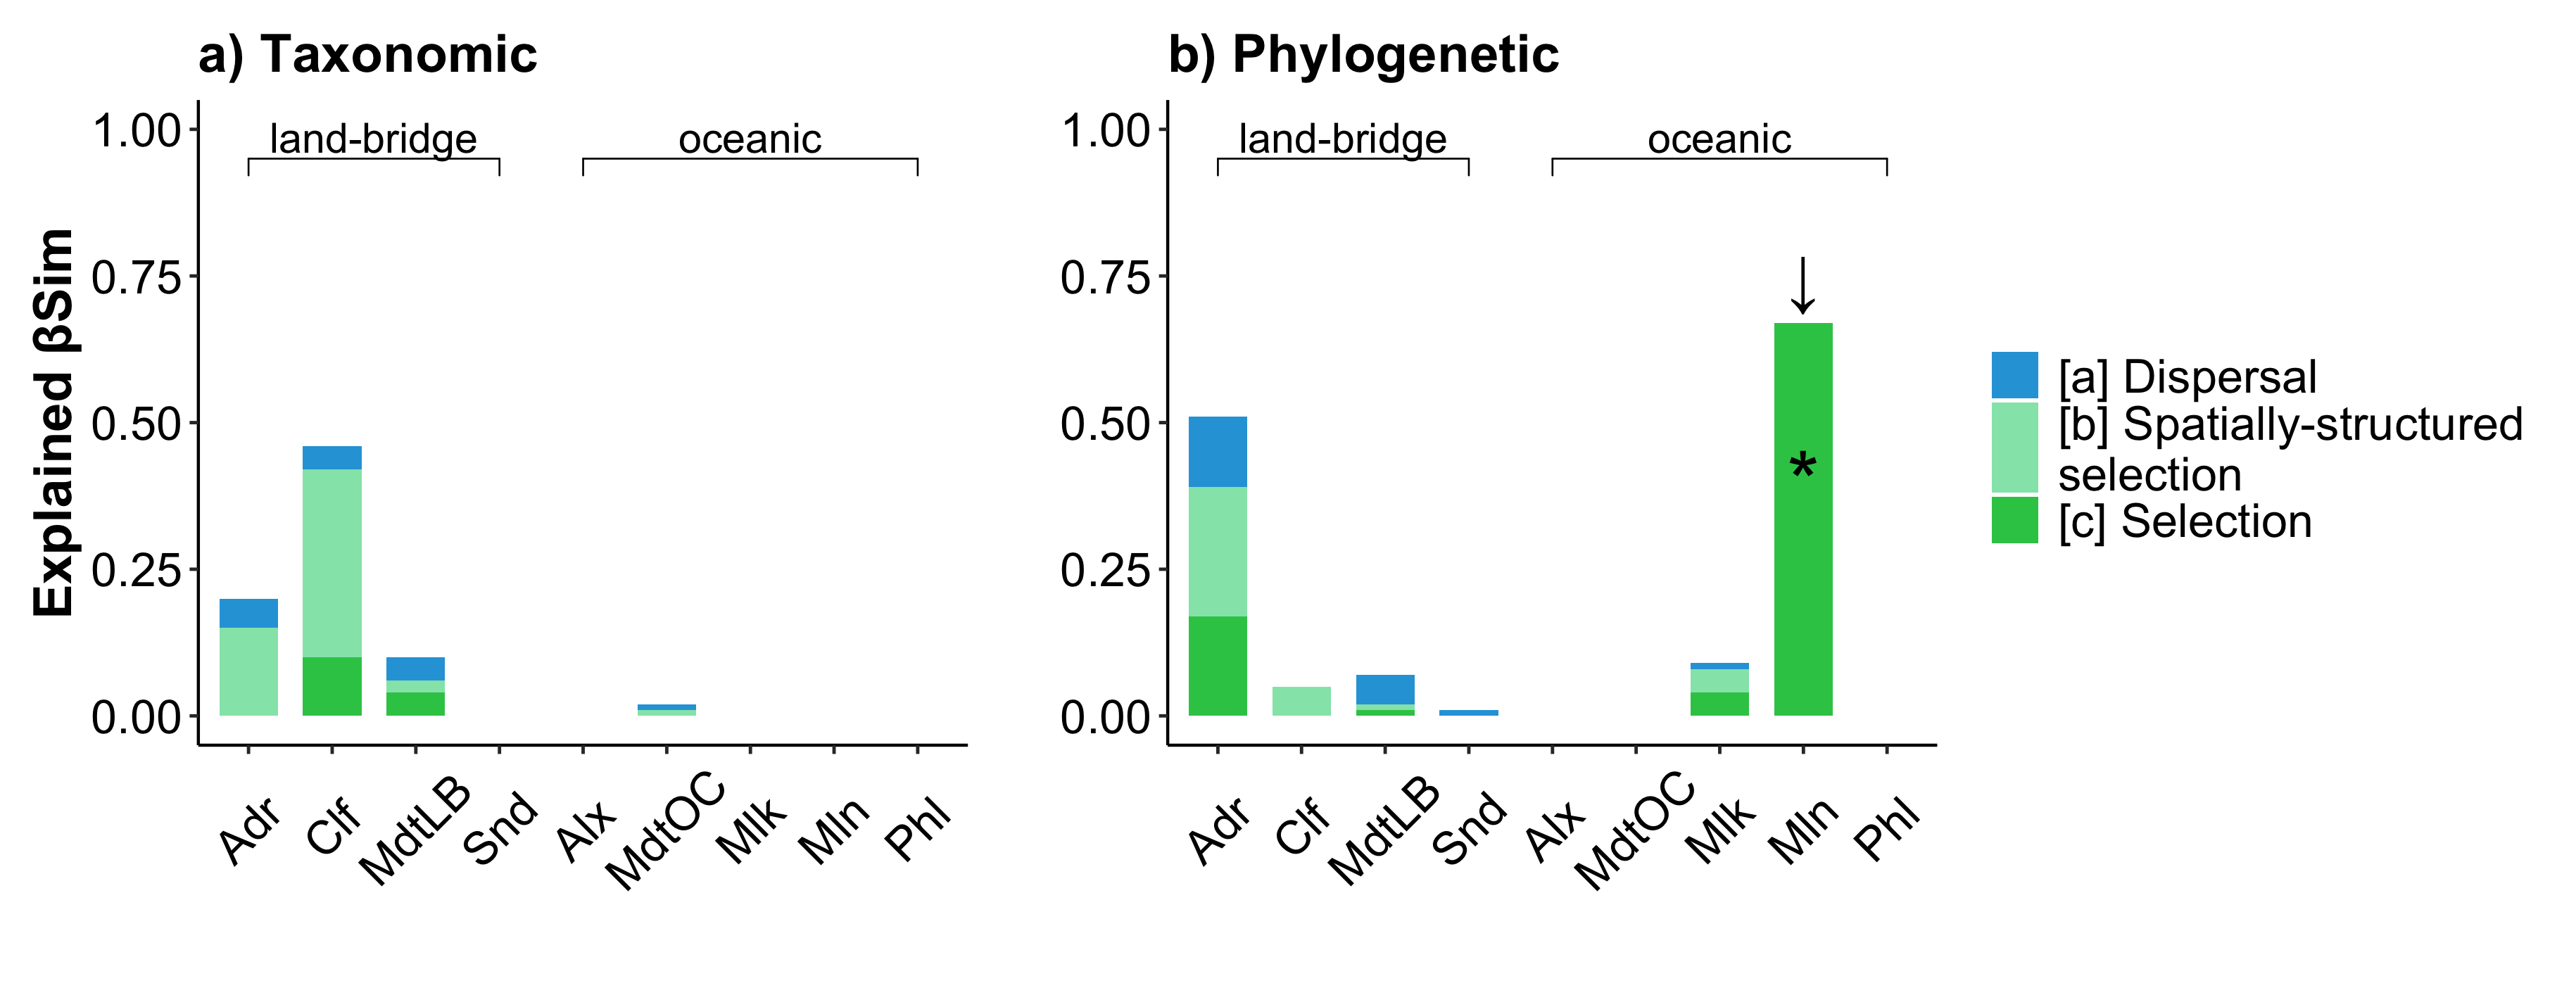 a) Taxonomic
Explained βSim
1.00
0.75
0.50
0.25
0.00
land-bridge
oceanic
Adr
Clf
MdtLB
Snd
Alx
MdtOC
Mlk
Mln
Phl
b) Phylogenetic
1.00
0.75
0.50
0.25
0.00
land-bridge
oceanic
↓
*
Adr
Clf
MdtLB
Snd
Alx
MdtOC
Mlk
Mln
Phl
[a] Dispersal
[b] Spatially-structured
selection
[c] Selection